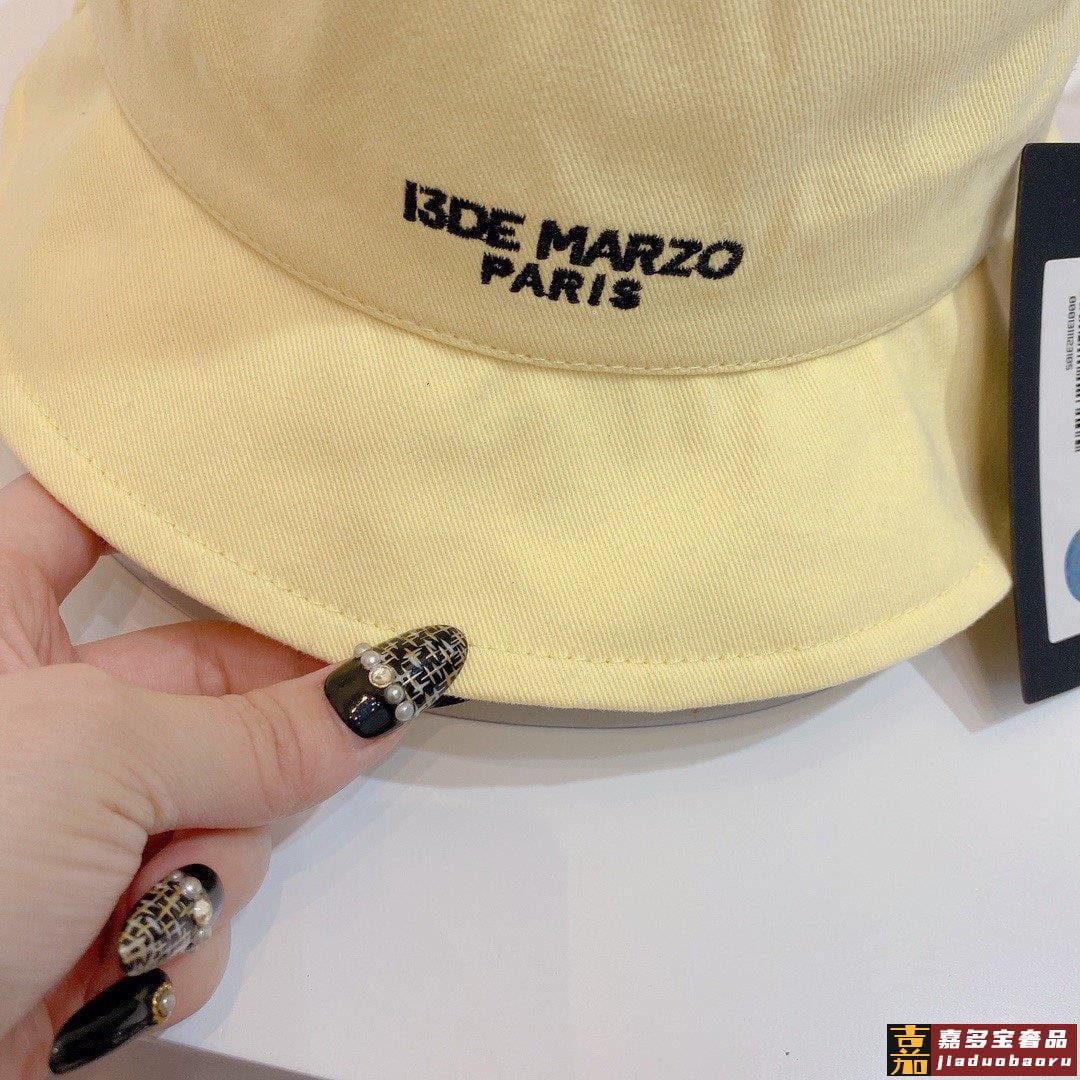 13DE MARZO
PARIS
嘉多宝奢品
jiaduobaoru